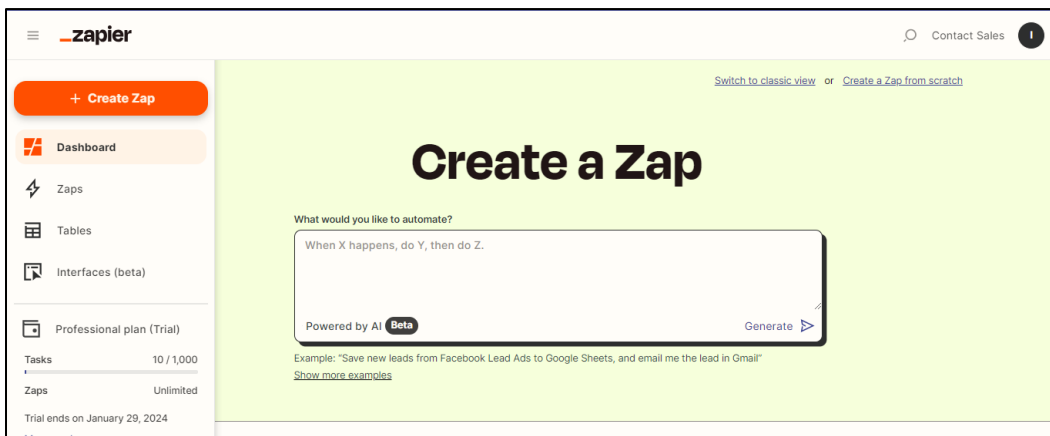 _zapier
Contact Sales
I
+ Create Zap
Switch to classic view or Create a Zap from scratch
Dashboard
Zaps
Tables
Interfaces (beta)
Professional plan (Trial)
Tasks 10 / 1,000
Zaps Unlimited
Trial ends on January 29, 2024
Create a Zap
What would you like to automate?
When X happens, do Y, then do Z.
Powered by AI Beta
Generate
Example: "Save new leads from Facebook Lead Ads to Google Sheets, and email me the lead in Gmail"
Show more examples